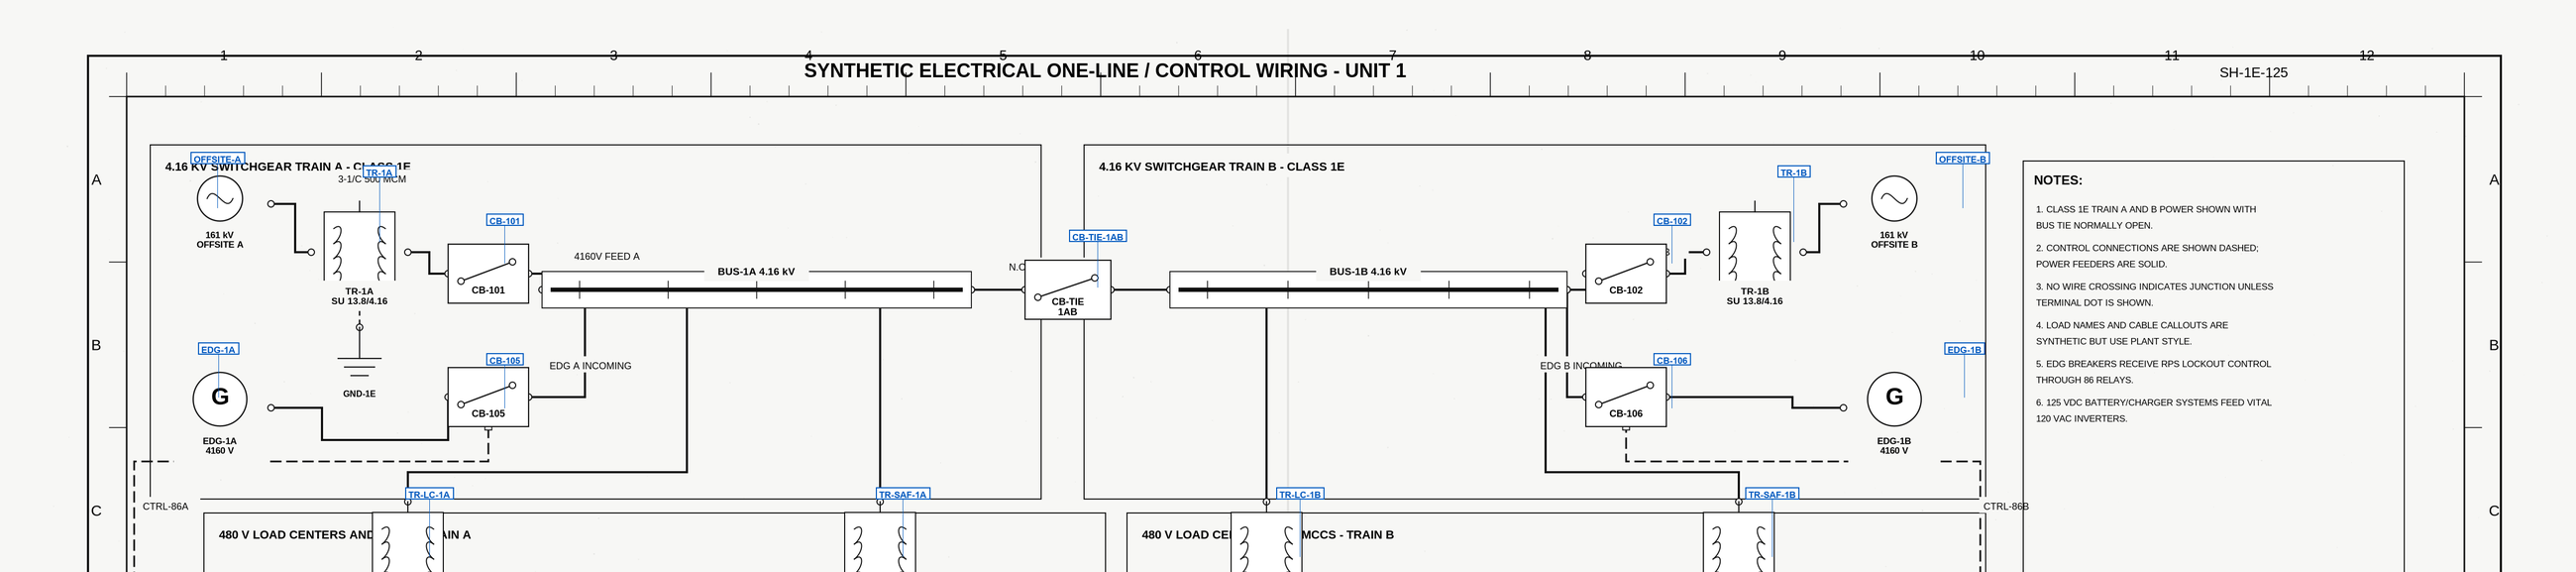 1 2 3 4 5 6 7 8 9 10 11 12
SYNTHETIC ELECTRICAL ONE-LINE / CONTROL WIRING - UNIT 1
SH-1E-125
A
A
4.16 KV SWITCHGEAR TRAIN A - CLASS 1E
OFFSITE-A
TR-1A
3-1/C 500 MCM
161 kV
OFFSITE A
CB-101
4160V FEED A
CB-101
TR-1A
SU 13.8/4.16
BUS-1A 4.16 kV
CB-TIE-1AB
CB-TIE
1AB
4.16 KV SWITCHGEAR TRAIN B - CLASS 1E
BUS-1B 4.16 kV
CB-102
CB-102
TR-1B
TR-1B
SU 13.8/4.16
OFFSITE-B
161 kV
OFFSITE B
NOTES:
1. CLASS 1E TRAIN A AND B POWER SHOWN WITH
BUS TIE NORMALLY OPEN.
2. CONTROL CONNECTIONS ARE SHOWN DASHED;
POWER FEEDERS ARE SOLID.
3. NO WIRE CROSSING INDICATES JUNCTION UNLESS
TERMINAL DOT IS SHOWN.
4. LOAD NAMES AND CABLE CALLOUTS ARE
SYNTHETIC BUT USE PLANT STYLE.
5. EDG BREAKERS RECEIVE RPS LOCKOUT CONTROL
THROUGH 86 RELAYS.
6. 125 VDC BATTERY/CHARGER SYSTEMS FEED VITAL
120 VAC INVERTERS.
B
B
EDG-1A
G
EDG-1A
4160 V
GND-1E
CB-105
CB-105
EDG A INCOMING
EDG B INCOMING
CB-106
CB-106
EDG-1B
G
EDG-1B
4160 V
C
C
CTRL-86A
TR-LC-1A
TR-SAF-1A
TR-LC-1B
TR-SAF-1B
CTRL-86B
480 V LOAD CENTERS AND
A
480 V LOAD
MCCS - TRAIN B